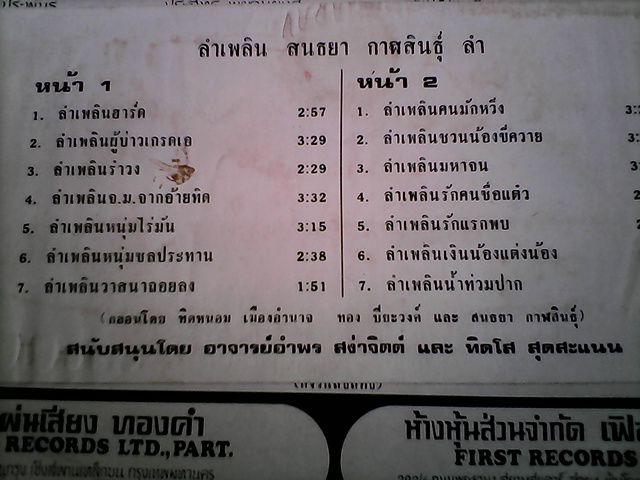 ลำเพลิน สนธยา กาฬสินธุ์ ลำ
หน้า 1
1. ลำเพลินฮาร์ด 2:57
2. ลำเพลินผู้บ่าวเกรดเอ 3:29
3. ลำเพลินรำวง 2:29
4. ลำเพลินจ.ม.จากอ้ายทิด 3:32
5. ลำเพลินหนุ่มไร่มัน 3:15
6. ลำเพลินหนุ่มชลประทาน 2:38
7. ลำเพลินวาสนาถอยลง 1:51
หน้า 2
1. ลำเพลินคนมักหวิง
2. ลำเพลินชวนน้องขี่ควาย
3. ลำเพลินมหาจน
4. ลำเพลินรักคนชื่อแต๋ว
5. ลำเพลินรักแรกพบ
6. ลำเพลินเงินน้องแต่งน้อง
7. ลำเพลินน้ำท่วมปาก
(กลอนโดย ทิดหนอม เมืองอำนาจ ทอง ปิยะวงค์ และ สนธยา กาฬสินธุ์)
สนับสนุนโดย อาจารย์อำพร สง่าจิตต์ และ ทิดโส สุดสะแนน
แผ่นเสียง ทองคำ
RECORDS LTD., PART.
ห้างหุ้นส่วนจำกัด เฟิ
FIRST RECORDS